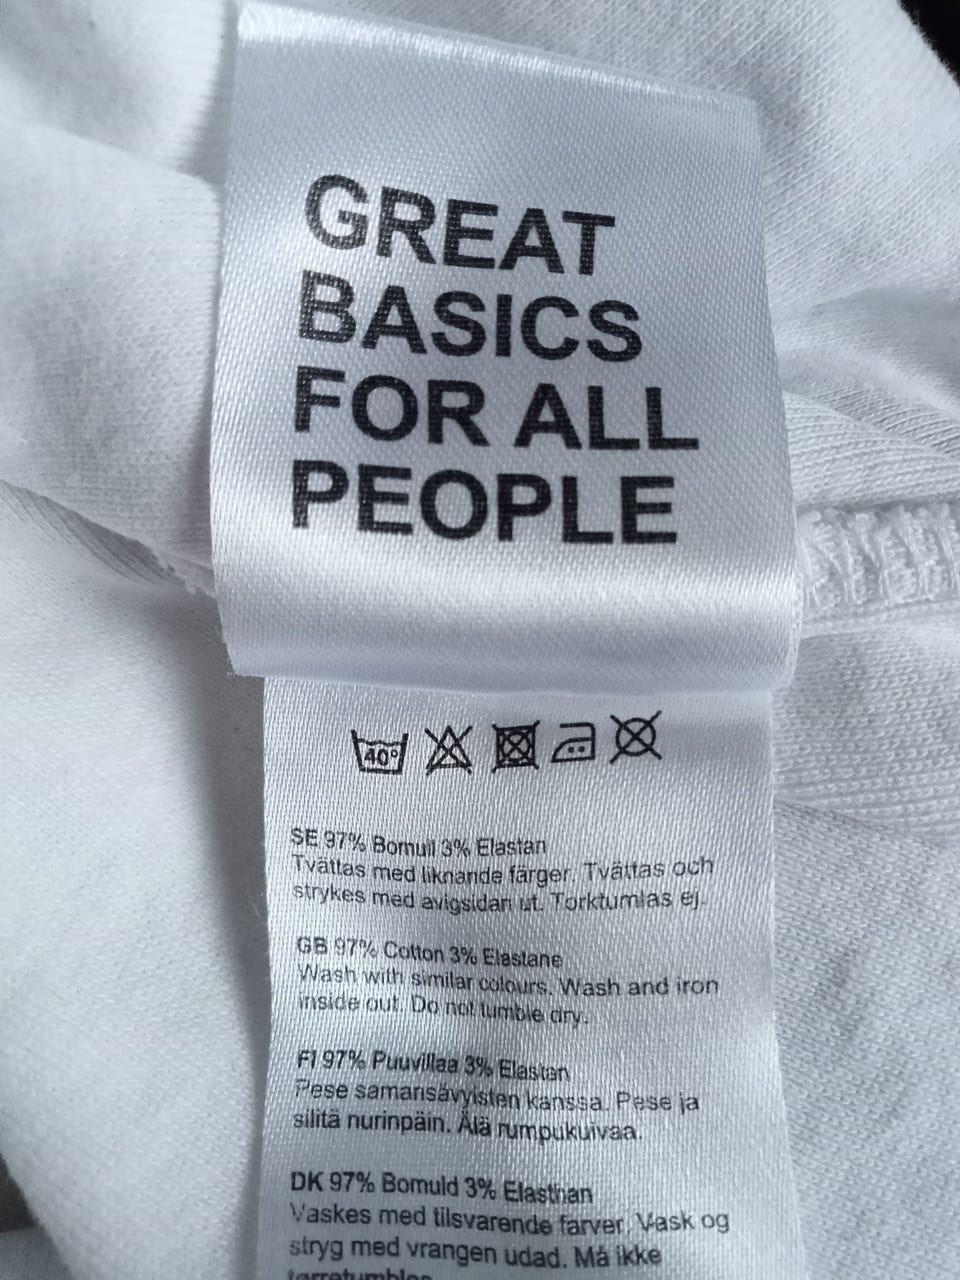 GREAT
BASICS
FOR ALL
PEOPLE
40°
SE 97% Bomull 3% Elastan
Tvättas med liknande färger. Tvättas och
strykes med avigsidan ut. Torktumlas ej.
GB 97% Cotton 3% Elastane
Wash with similar colours. Wash and iron
inside out. Do not tumble dry.
FI 97% Puuvillaa 3% Elastan
Pese samansävyisten kanssa. Pese ja
silitä nurinpäin. Älä rumpukuivaa.
DK 97% Bomuld 3% Elasthan
Vaskes med tilsvarende farver. Vask og
stryg med vrangen udad. Må ikke
tørretumbles